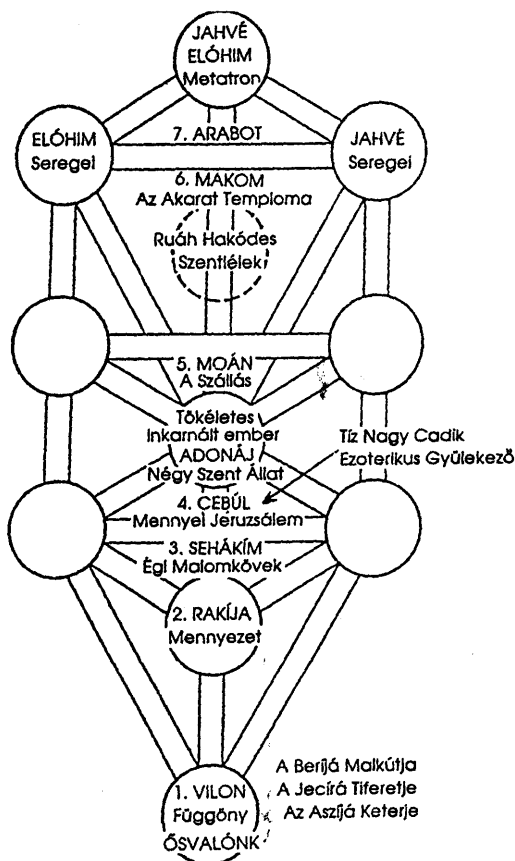 JAHVÉ
ELÓHIM
Metatron
ELÓHIM
Seregei
7. ARABOT
JAHVÉ
Seregei
6. MAKOM
Az Akarat Temploma
Ruáh Hakódes
Szentlélek
5. MOÁN
A Szállás
Tökéletes
Inkarnált ember
ADONÁJ
Négy Szent Állat
Tíz Nagy Cadik
Ezoterikus Gyülekező
4. CEBÚL
Mennyei Jeruzsálem
3. SEHÁKÍM
Égi Malomkövek
2. RAKÍJA
Mennyezet
1. VILON
Függöny
ŐSVALÓNK
A Beríjá Malkútja
A Jecírá Tiferetje
Az Aszíjá Keterje